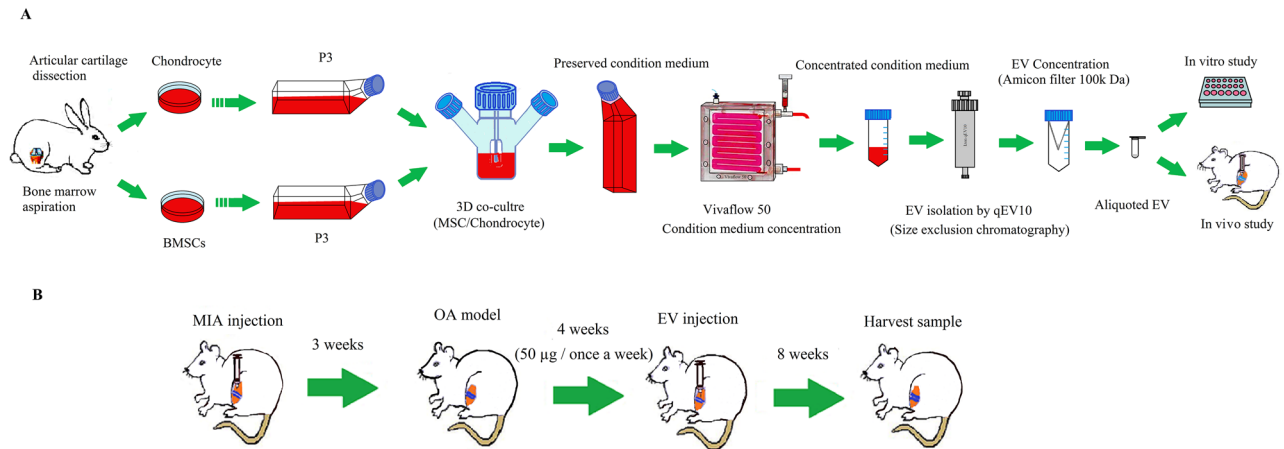 A
Articular cartilage
dissection
Chondrocyte
P3
Bone marrow
aspiration
BMSCs
P3
3D co-cultre
(MSC/Chondrocyte)
Preserved condition medium
Vivaflow 50
Condition medium concentration
Concentrated condition medium
EV isolation by qEV10
(Size exclusion chromatography)
EV Concentration
(Amicon filter 100k Da)
Aliquoted EV
In vitro study
In vivo study
B
MIA injection
3 weeks
OA model
4 weeks
(50 µg / once a week)
EV injection
8 weeks
Harvest sample